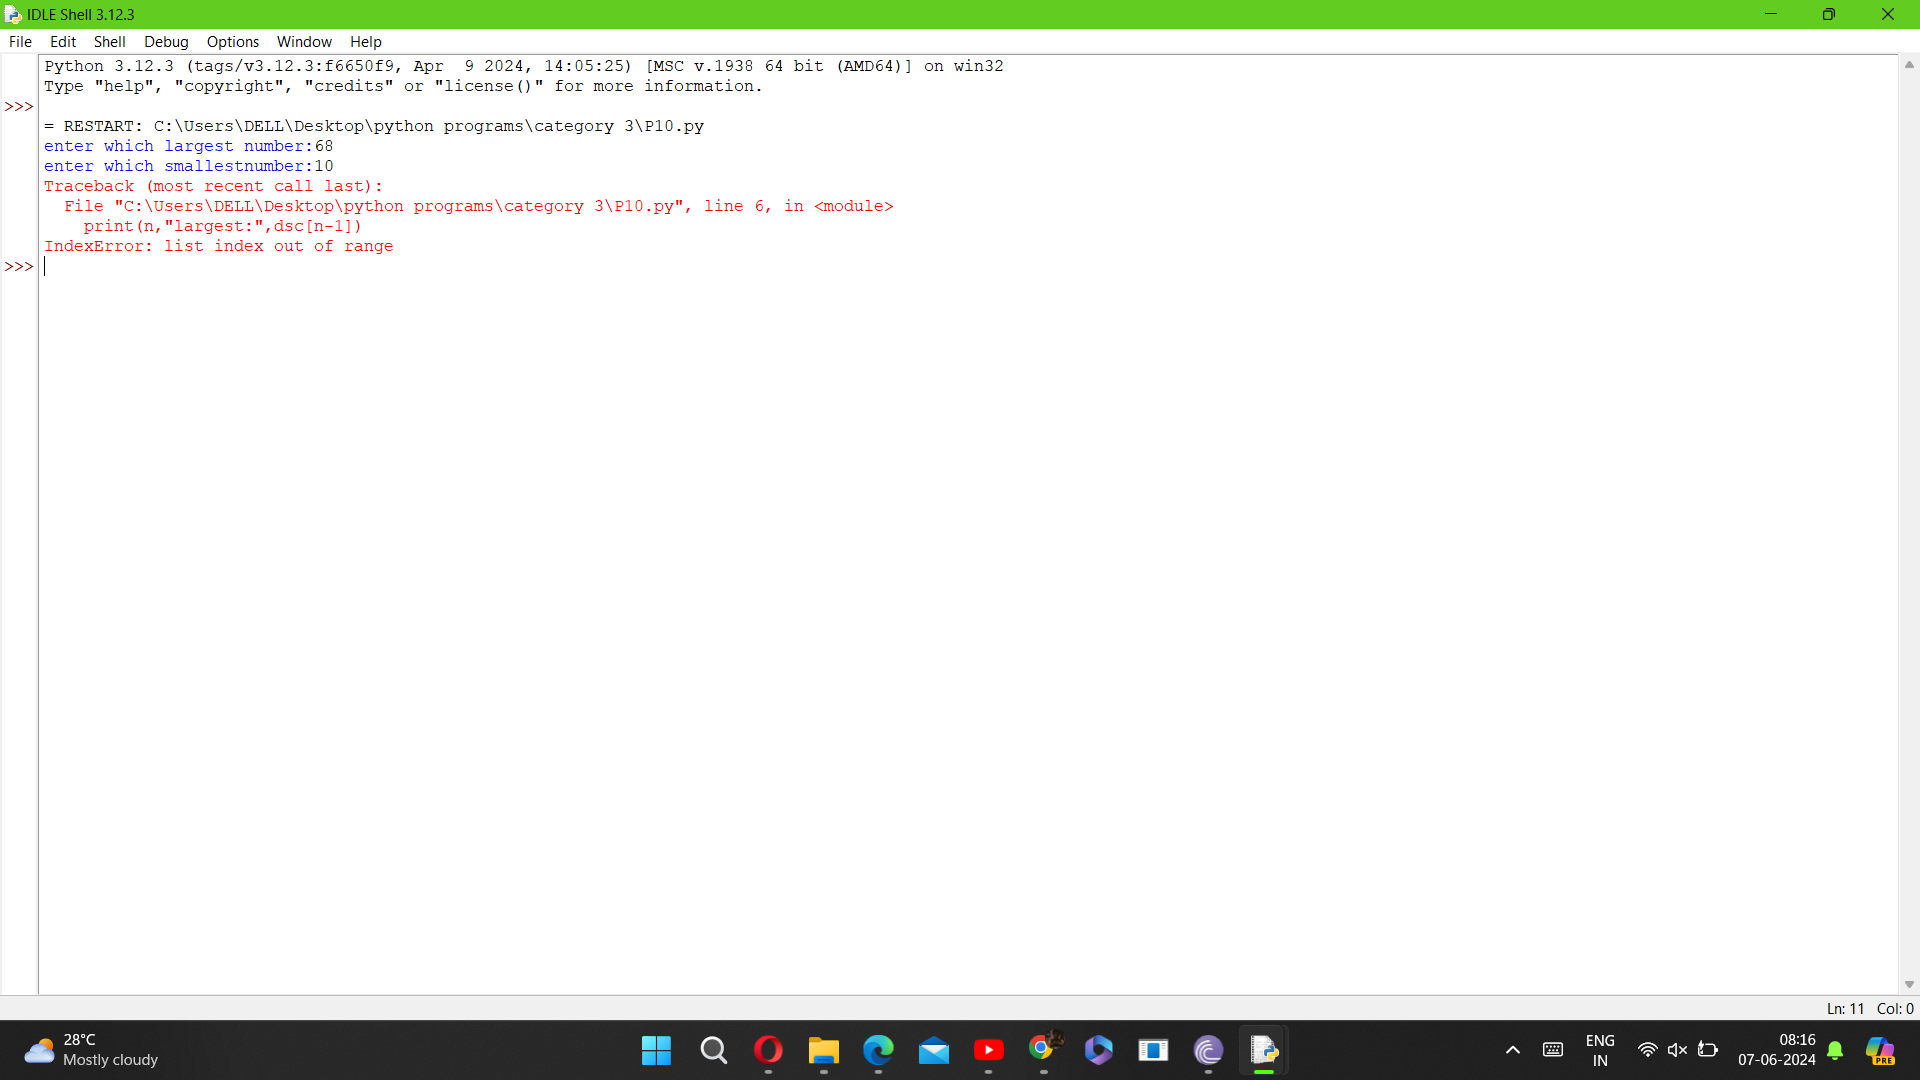 IDLE Shell 3.12.3
File Edit Shell Debug Options Window Help
Python 3.12.3 (tags/v3.12.3:f6650f9, Apr  9 2024, 14:05:25) [MSC v.1938 64 bit (AMD64)] on win32
Type "help", "copyright", "credits" or "license()" for more information.
>>>
= RESTART: C:\Users\DELL\Desktop\python programs\category 3\P10.py
enter which largest number:68
enter which smallestnumber:10
Traceback (most recent call last):
  File "C:\Users\DELL\Desktop\python programs\category 3\P10.py", line 6, in <module>
    print(n,"largest:",dsc[n-1])
IndexError: list index out of range
>>>
Ln: 11 Col: 0
28°C
Mostly cloudy
ENG
IN
08:16
07-06-2024
PRE